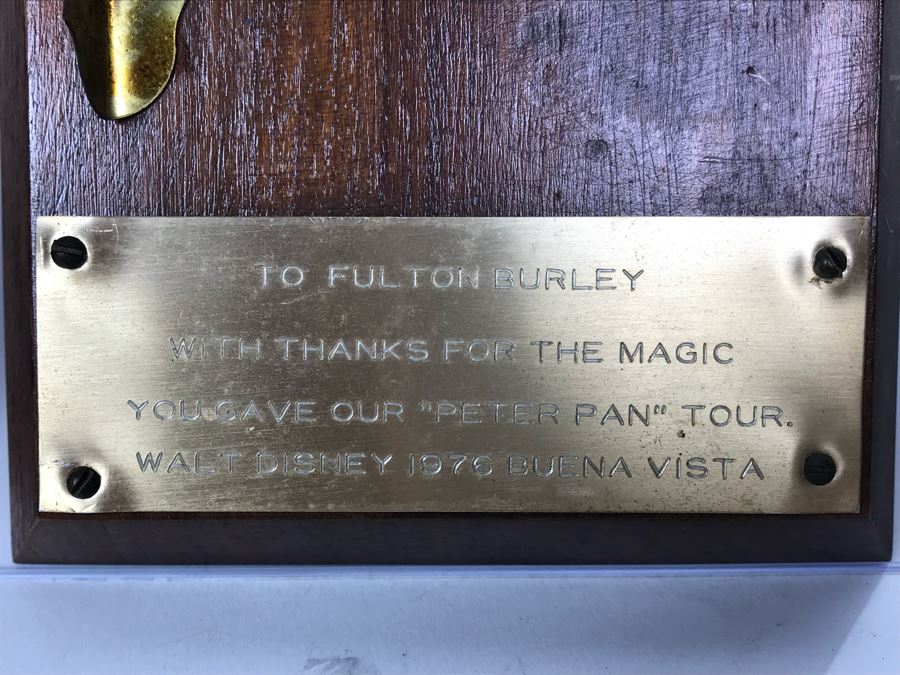 TO FULTON BURLEY
WITH THANKS FOR THE MAGIC
YOU GAVE OUR "PETER PAN" TOUR.
WALT DISNEY 1976 BUENA VISTA